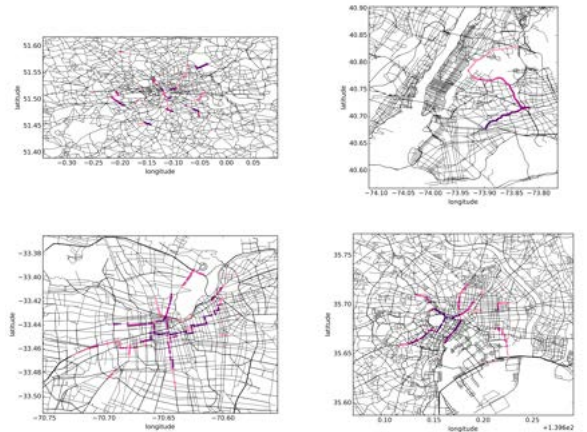 51.60
51.55
51.50
51.45
51.40
latitude
−0.30 −0.25 −0.20 −0.15 −0.10 −0.05 0.00 0.05
longitude
40.90
40.85
40.80
40.75
40.70
40.65
40.60
latitude
−74.10 −74.05 −74.00 −73.95 −73.90 −73.85 −73.80
longitude
−33.38
−33.40
−33.42
−33.44
−33.46
−33.48
−33.50
latitude
−70.75 −70.70 −70.65 −70.60
longitude
35.75
35.70
35.65
35.60
latitude
0.10 0.15 0.20 0.25
longitude
+1.396e2